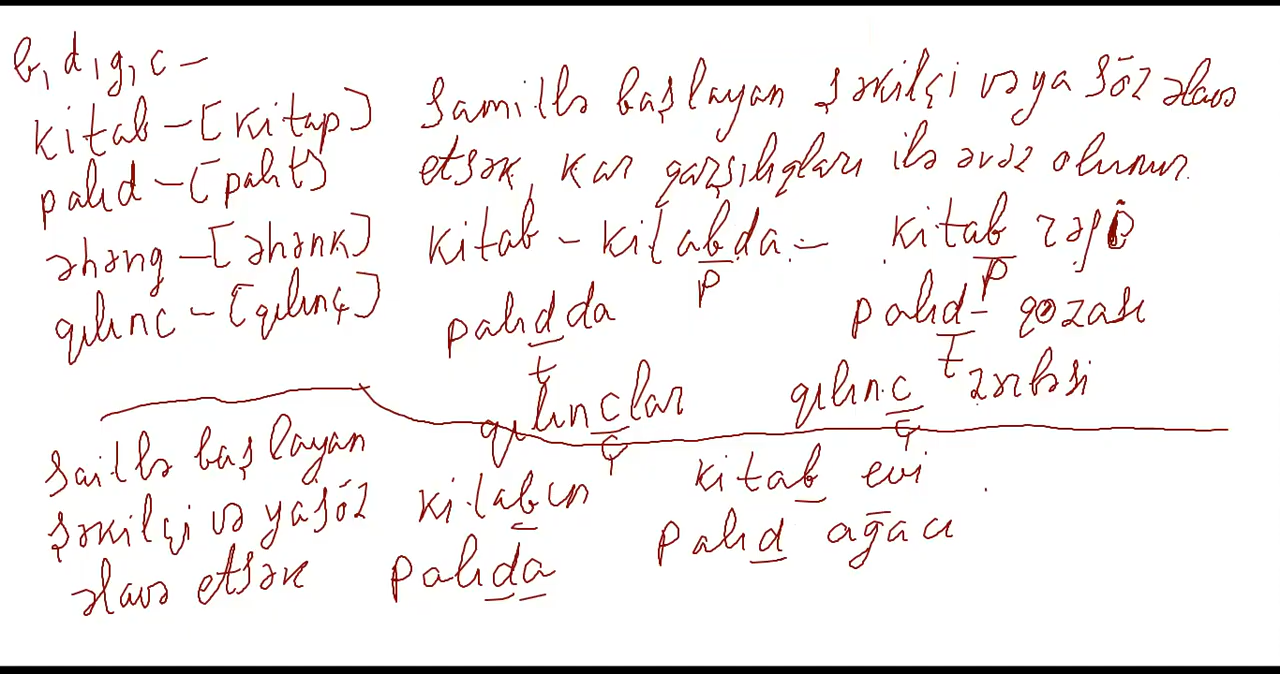 b, d, g, c –
kitab – [kitap]
palıd – [palıt]
əhəng – [əhənk]
qılınc – [qılınç]
Samitlə başlayan şəkilçi və ya söz əlavə
etsək, kar qarşılıqları ilə əvəz olunur.
kitab – kitabda – kitab rəfi
p p
palıdda palıd – qozası
t t
qılınclar qılınc zərbəsi
ç ç
Saitlə başlayan
şəkilçi və ya söz
əlavə etsək
kitabın kitab evi
palıda palıd ağacı